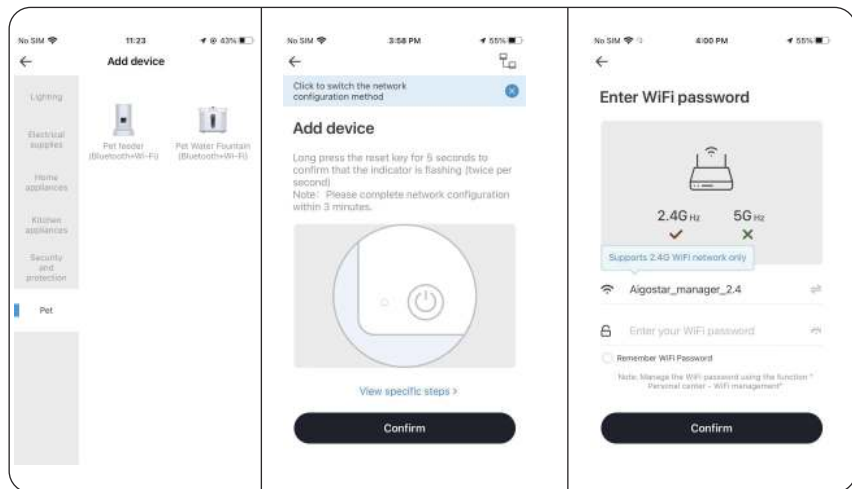 No SIM 11:23 43%
Add device
Lighting
Electrical
supplies
Home
appliances
Kitchen
appliances
Security
and
protection
Pet
Pet feeder
(Bluetooth+Wi-Fi)
Pet Water Fountain
(Bluetooth+Wi-Fi)
No SIM 3:58 PM 55%
Click to switch the network
configuration method
Add device
Long press the reset key for 5 seconds to
confirm that the indicator is flashing (twice per
second)
Note: Please complete network configuration
within 3 minutes.
View specific steps >
Confirm
No SIM 4:00 PM 55%
Enter WiFi password
2.4G Hz 5G Hz
Supports 2.4G WiFi network only
Aigostar_manager_2.4
Enter your WiFi password
Remember WiFi Password
Note: Manage the WiFi password using the function "
Personal center - WiFi management"
Confirm